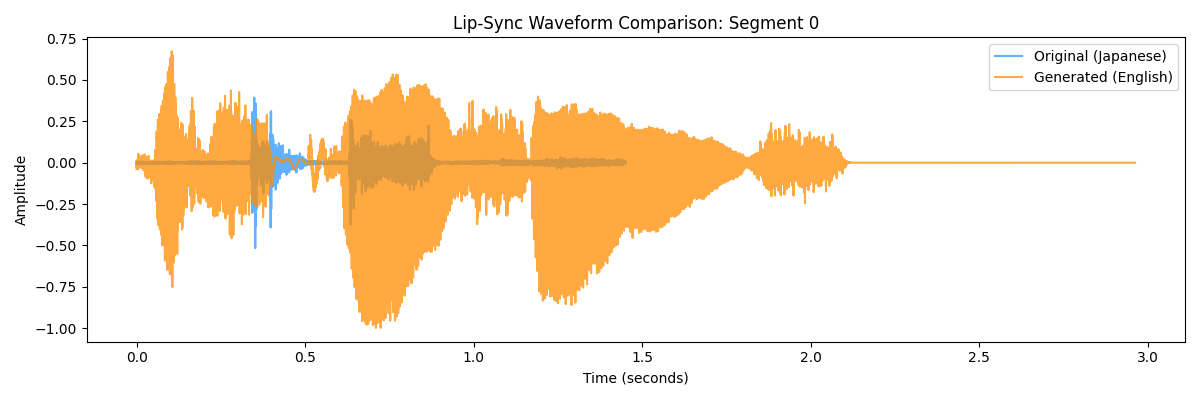 Lip-Sync Waveform Comparison: Segment 0
Original (Japanese)
Generated (English)
Amplitude
0.75
0.50
0.25
0.00
−0.25
−0.50
−0.75
−1.00
0.0 0.5 1.0 1.5 2.0 2.5 3.0
Time (seconds)